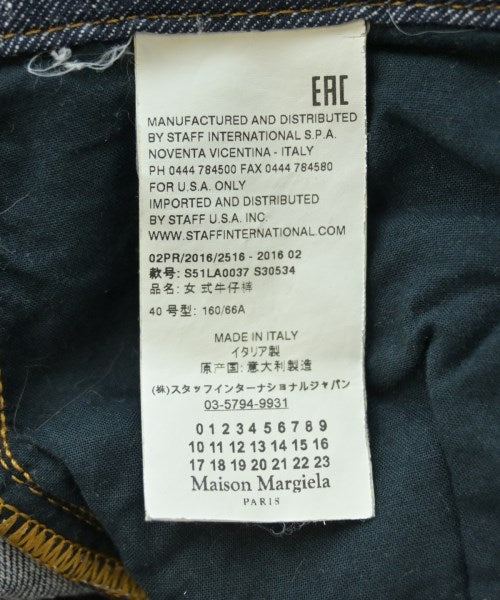 EAC
MANUFACTURED AND DISTRIBUTED
BY STAFF INTERNATIONAL S.P.A.
NOVENTA VICENTINA - ITALY
PH 0444 784500 FAX 0444 784580
FOR U.S.A. ONLY
IMPORTED AND DISTRIBUTED
BY STAFF U.S.A. INC.
WWW.STAFFINTERNATIONAL.COM
02PR/2016/2516 - 2016 02
款号: S51LA0037 S30534
品名: 女式牛仔裤
40 号型: 160/66A
MADE IN ITALY
イタリア製
原产国: 意大利製造
(株)スタッフインターナショナルジャパン
03-5794-9931
0 1 2 3 4 5 6 7 8 9
10 11 12 13 14 15 16
17 18 19 20 21 22 23
Maison Margiela
PARIS